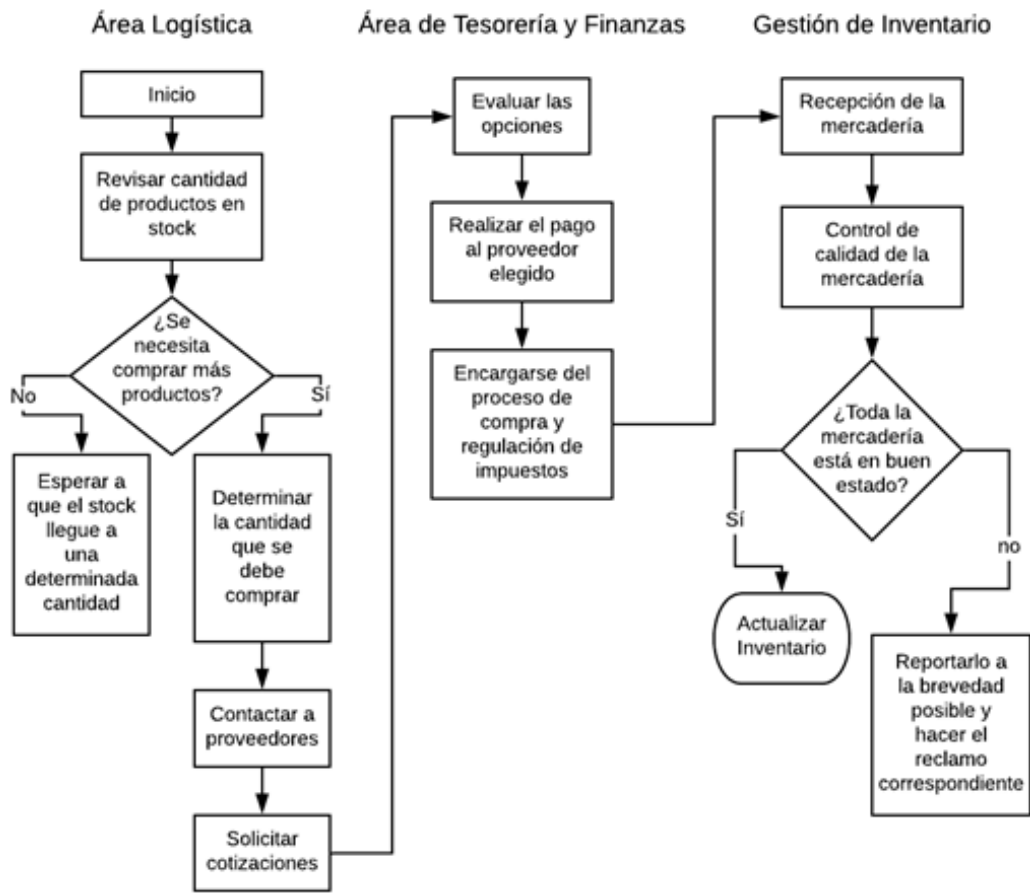 Área Logística
Inicio
Revisar cantidad
de productos en
stock
¿Se
necesita
comprar más
productos?
No
Sí
Esperar a
que el stock
llegue a
una
determinada
cantidad
Determinar
la cantidad
que se
debe
comprar
Contactar a
proveedores
Solicitar
cotizaciones
Área de Tesorería y Finanzas
Evaluar las
opciones
Realizar el pago
al proveedor
elegido
Encargarse del
proceso de
compra y
regulación de
impuestos
Gestión de Inventario
Recepción de la
mercadería
Control de
calidad de la
mercadería
¿Toda la
mercadería
está en buen
estado?
Sí
no
Actualizar
Inventario
Reportarlo a
la brevedad
posible y
hacer el
reclamo
correspondiente